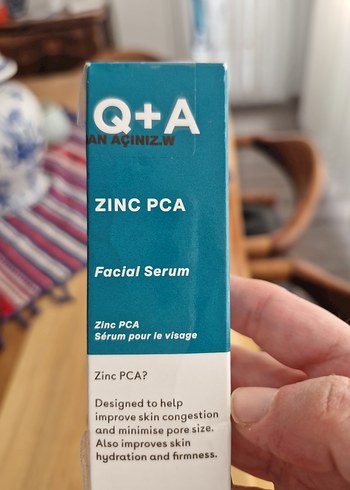 Q+A
AN AÇINIZ.W
ZINC PCA
Facial Serum
Zinc PCA
Sérum pour le visage
Zinc PCA?
Designed to help
improve skin congestion
and minimise pore size.
Also improves skin
hydration and firmness.